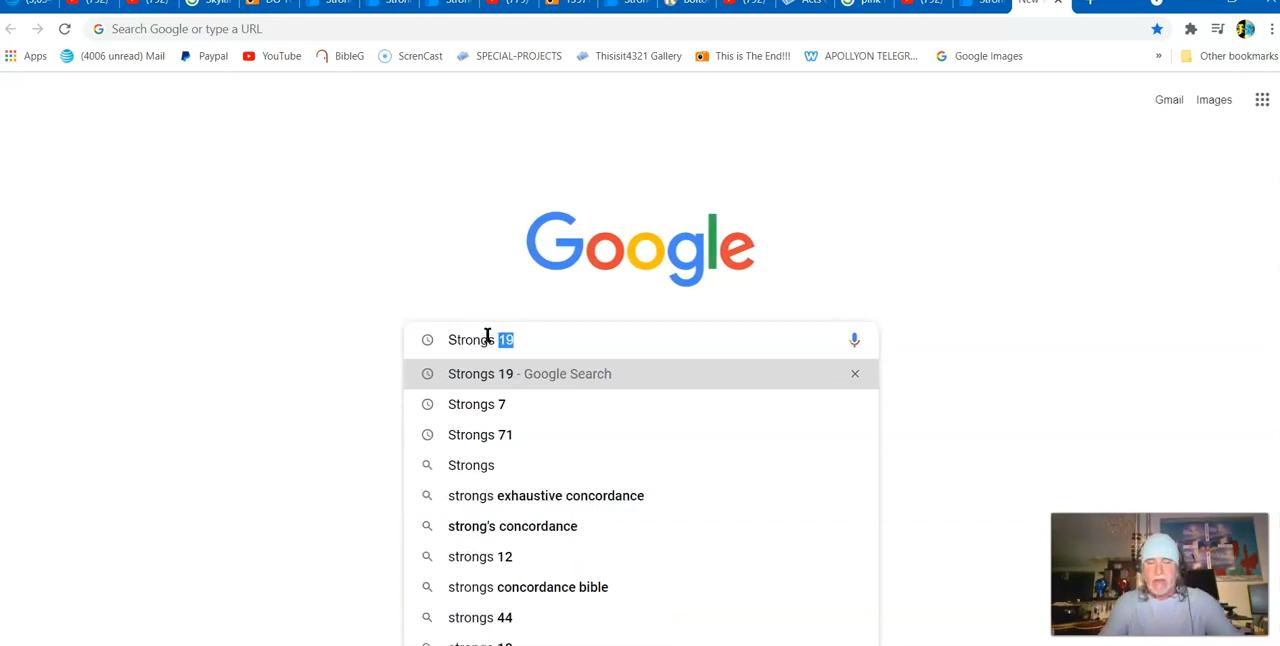 Search Google or type a URL
Apps (4006 unread) Mail Paypal YouTube BibleG ScrenCast SPECIAL-PROJECTS Thisisit4321 Gallery This is The End!!! APOLLYON TELEGR... Google Images » Other bookmarks
Gmail Images
Google
Strongs 19
Strongs 19 - Google Search
Strongs 7
Strongs 71
Strongs
strongs exhaustive concordance
strong's concordance
strongs 12
strongs concordance bible
strongs 44